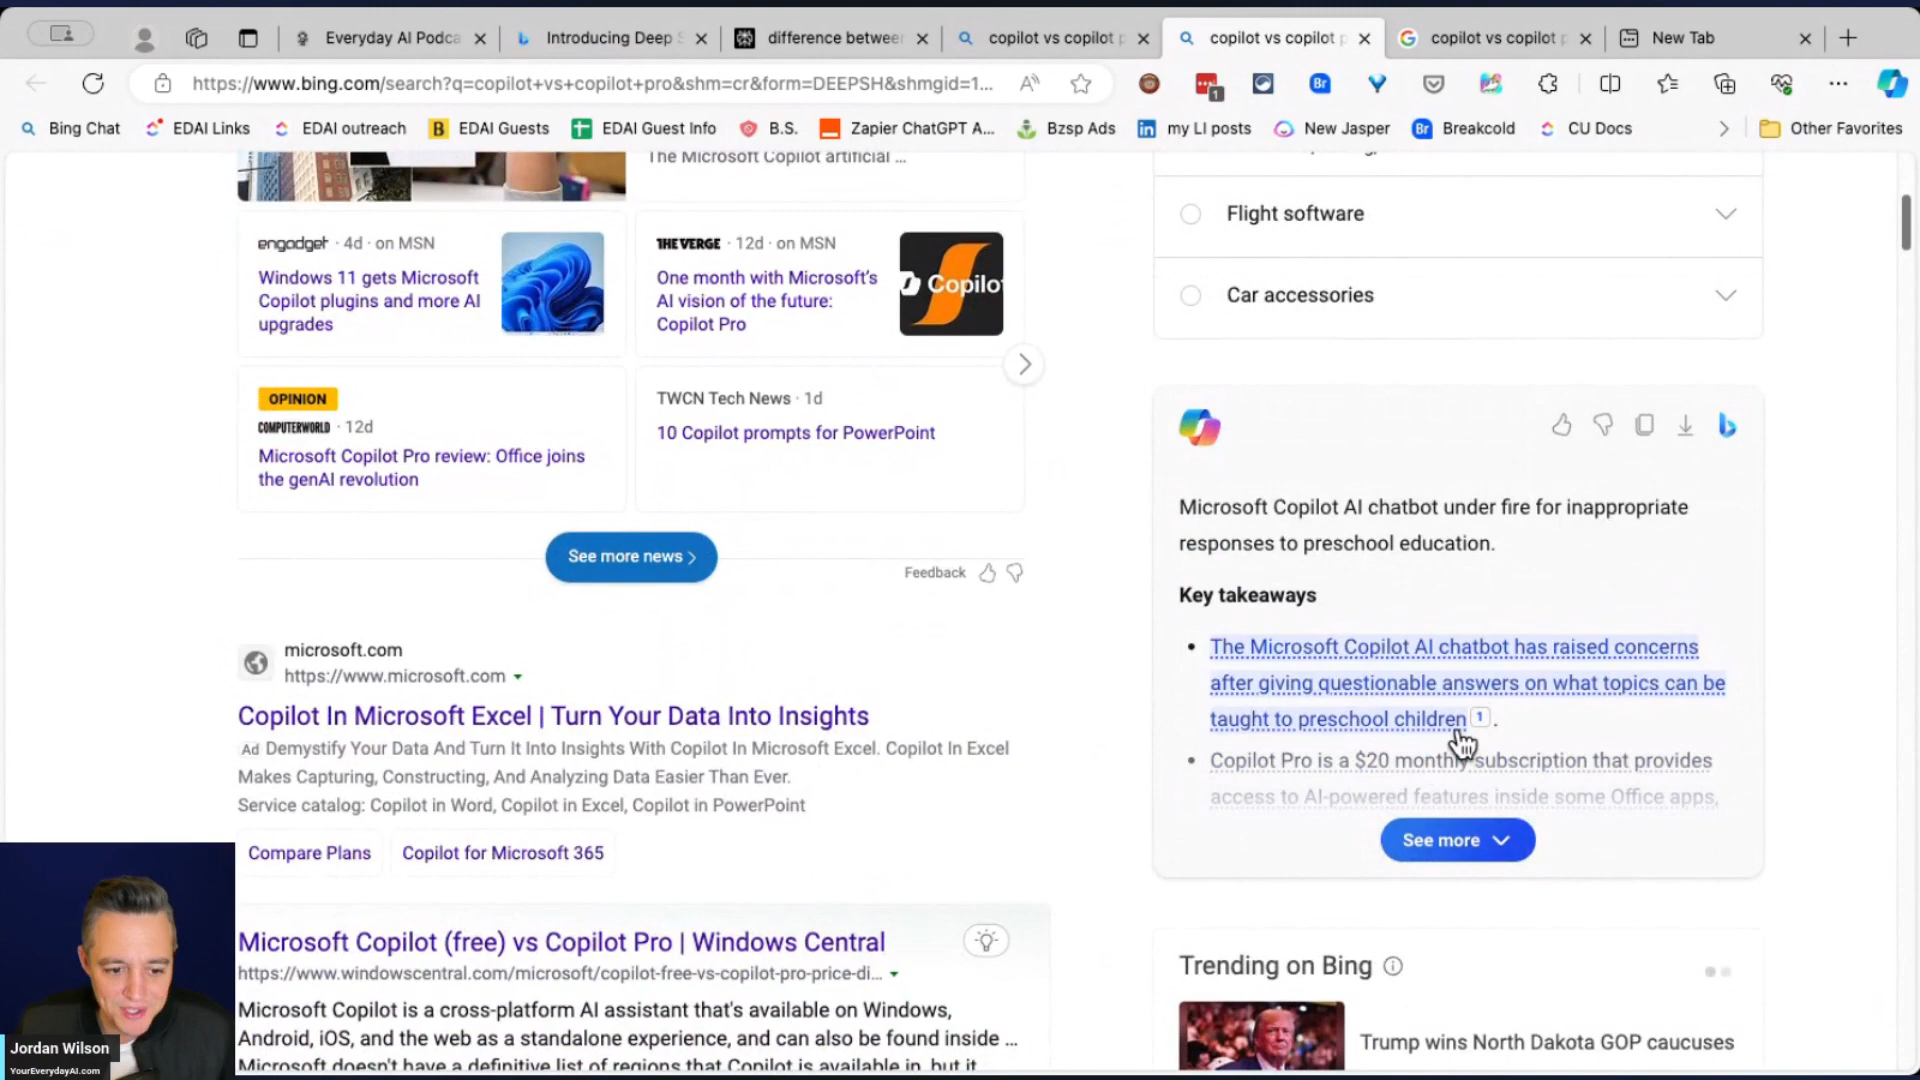 Everyday AI Podca
Introducing Deep S
difference betwee
copilot vs copilot p
copilot vs copilot p
copilot vs copilot p
New Tab
https://www.bing.com/search?q=copilot+vs+copilot+pro&shm=cr&form=DEEPSH&shmgid=1...
1
Br
Bing Chat
EDAI Links
EDAI outreach
B EDAI Guests
EDAI Guest Info
B.S.
Zapier ChatGPT A...
Bzsp Ads
my LI posts
New Jasper
Br Breakcold
CU Docs
Other Favorites
The Microsoft Copilot artificial ...
engadget · 4d · on MSN
Windows 11 gets Microsoft
Copilot plugins and more AI
upgrades
THE VERGE · 12d · on MSN
One month with Microsoft's
AI vision of the future:
Copilot Pro
Copilo
OPINION
COMPUTERWORLD · 12d
Microsoft Copilot Pro review: Office joins
the genAI revolution
TWCN Tech News · 1d
10 Copilot prompts for PowerPoint
See more news
Feedback
microsoft.com
https://www.microsoft.com
Copilot In Microsoft Excel | Turn Your Data Into Insights
Ad Demystify Your Data And Turn It Into Insights With Copilot In Microsoft Excel. Copilot In Excel
Makes Capturing, Constructing, And Analyzing Data Easier Than Ever.
Service catalog: Copilot in Word, Copilot in Excel, Copilot in PowerPoint
Compare Plans
Copilot for Microsoft 365
Microsoft Copilot (free) vs Copilot Pro | Windows Central
https://www.windowscentral.com/microsoft/copilot-free-vs-copilot-pro-price-di...
Microsoft Copilot is a cross-platform AI assistant that's available on Windows,
Android, iOS, and the web as a standalone experience, and can also be found inside ...
Microsoft doesn't have a definitive list of regions that Copilot is available in, but it
Flight software
Car accessories
Microsoft Copilot AI chatbot under fire for inappropriate
responses to preschool education.
Key takeaways
• The Microsoft Copilot AI chatbot has raised concerns
after giving questionable answers on what topics can be
taught to preschool children 1 .
• Copilot Pro is a $20 monthly subscription that provides
access to AI-powered features inside some Office apps,
See more
Trending on Bing
Trump wins North Dakota GOP caucuses
Jordan Wilson
YourEverydayAI.com